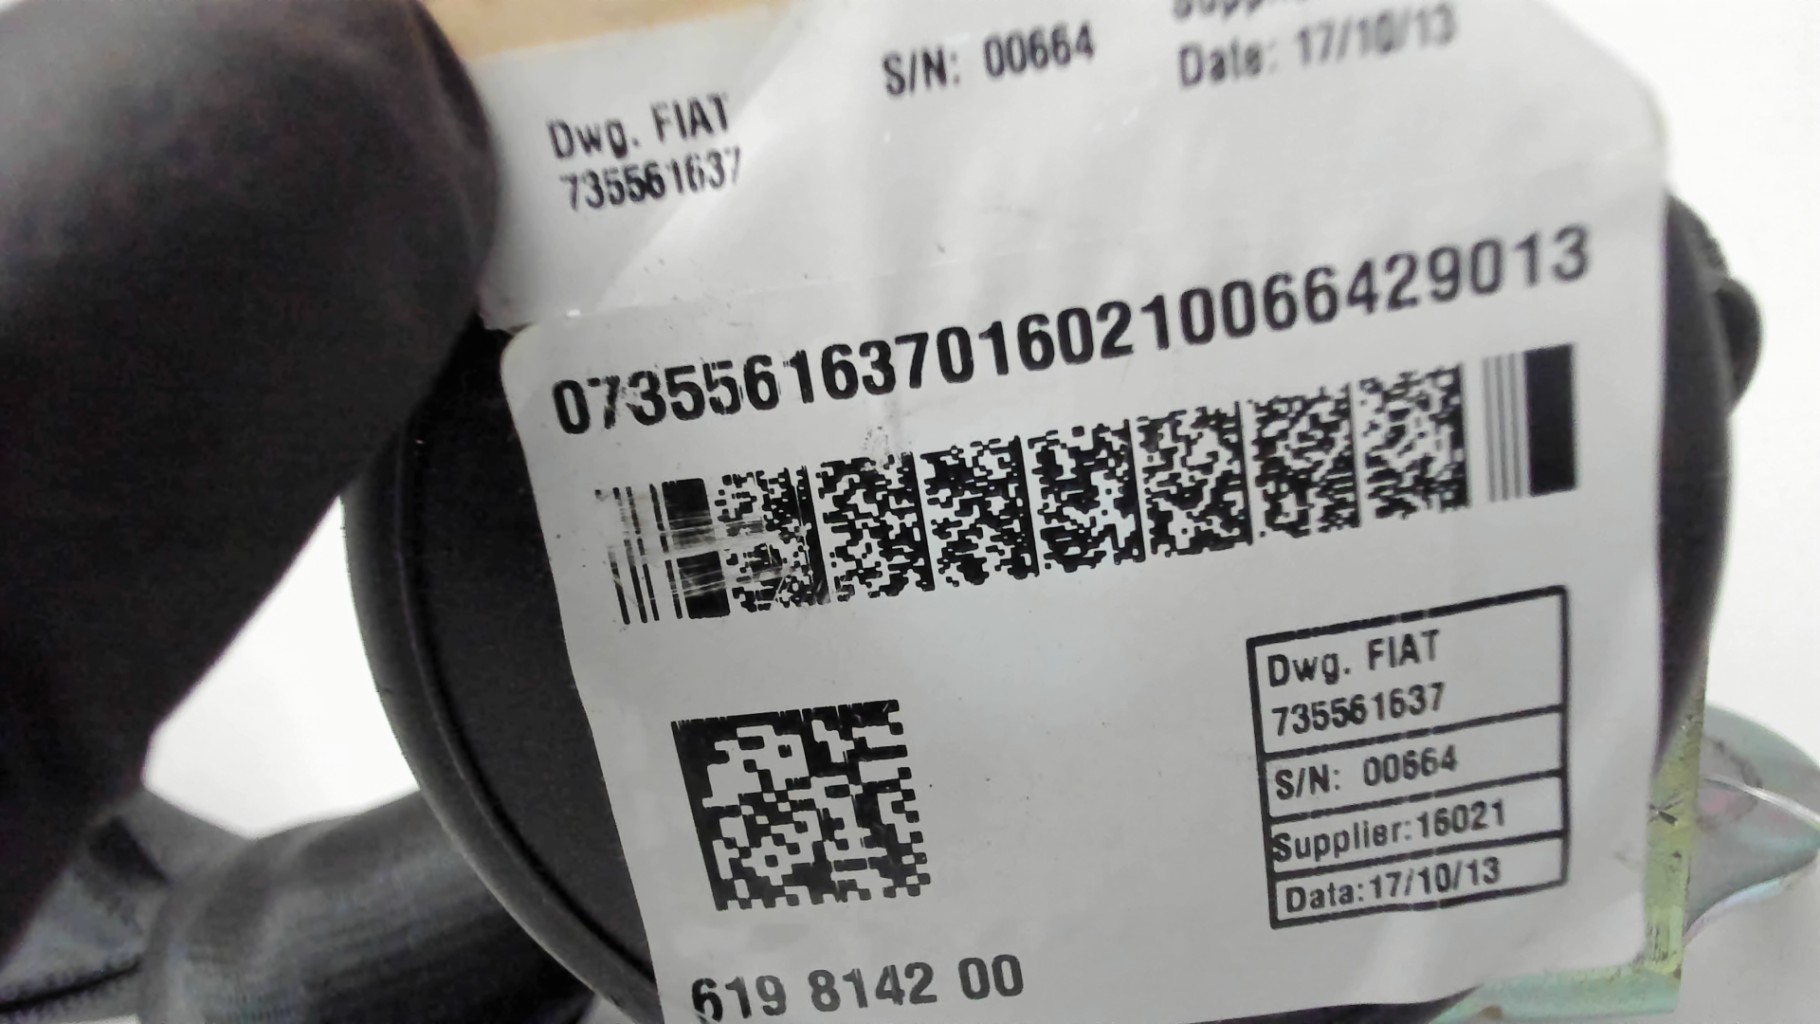 S/N: 00664
Date: 17/10/13
Dwg. FIAT
735561637
07355616370160210066429013
Dwg. FIAT
735561637
S/N: 00664
Supplier:16021
Data:17/10/13
619 8142 00